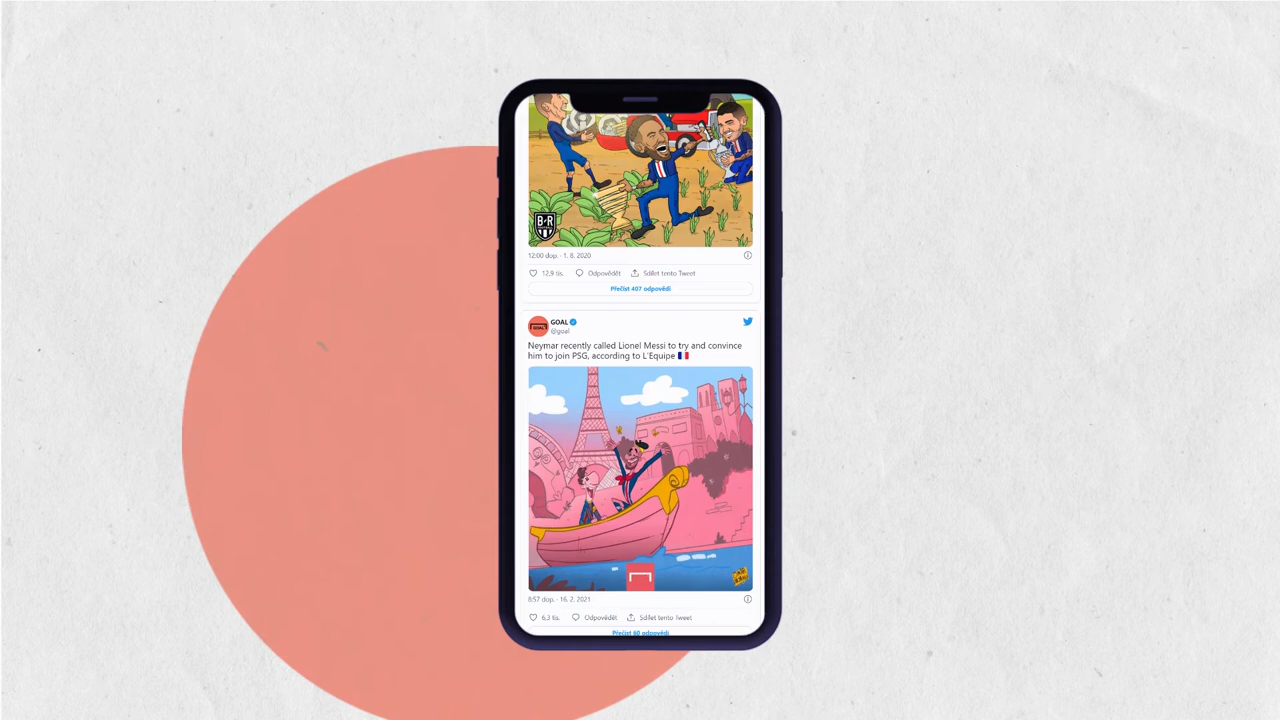 B R
12:00 dop. · 1. 8. 2020
12,9 tis. Odpovědět Sdílet tento Tweet
Přečíst 407 odpovědí
GOAL
GOAL
@goal
Neymar recently called Lionel Messi to try and convince
him to join PSG, according to L'Equipe 🇫🇷
8:57 dop. · 16. 2. 2021
6,3 tis. Odpovědět Sdílet tento Tweet
Přečíst 60 odpovědí